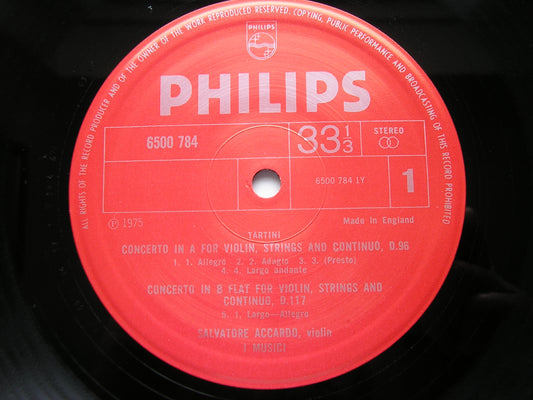 ALL RIGHTS OF THE RECORD PRODUCER AND OF THE OWNER OF THE WORK REPRODUCED RESERVED. COPYING, PUBLIC PERFORMANCE AND BROADCASTING OF THIS RECORD PROHIBITED
PHILIPS
PHILIPS
6500 784
33 1/3
STEREO
6500 784 1Y
1
Ⓟ 1975
Made in England
TARTINI
CONCERTO IN A FOR VIOLIN, STRINGS AND CONTINUO, D.96
1. 1. Allegro 2. 2. Adagio 3. 3. (Presto)
4. 4. Largo andante
CONCERTO IN B FLAT FOR VIOLIN, STRINGS AND
CONTINUO, D.117
5. 1. Largo—Allegro
SALVATORE ACCARDO, violin
I MUSICI